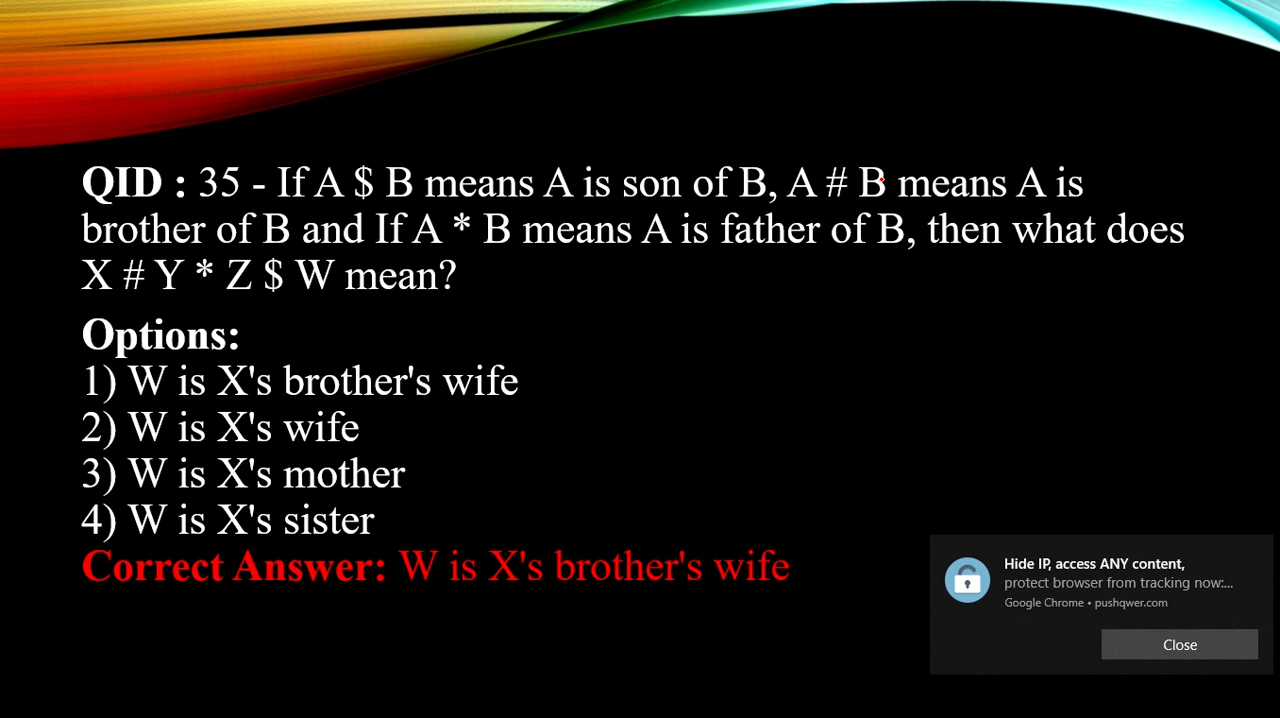 QID : 35 - If A $ B means A is son of B, A # B means A is
brother of B and If A * B means A is father of B, then what does
X # Y * Z $ W mean?
Options:
1) W is X's brother's wife
2) W is X's wife
3) W is X's mother
4) W is X's sister
Correct Answer: W is X's brother's wife
Hide IP, access ANY content,
protect browser from tracking now:...
Google Chrome • pushqwer.com
Close